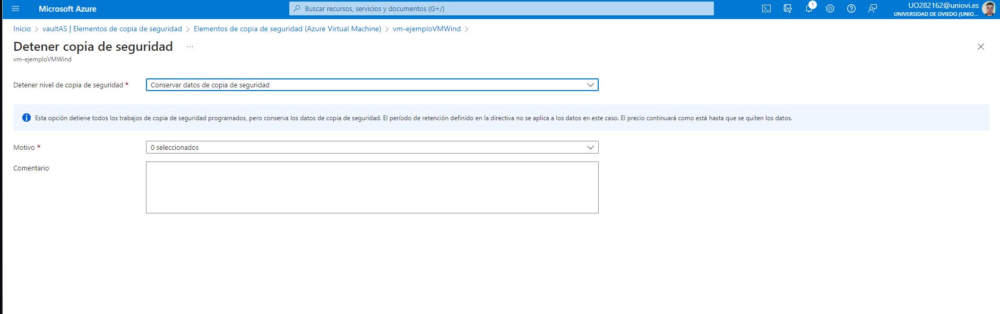 Microsoft Azure
Buscar recursos, servicios y documentos (G+/)
1
UO282162@uniovi.es
UNIVERSIDAD DE OVIEDO (UNIO...
Inicio > vaultAS | Elementos de copia de seguridad > Elementos de copia de seguridad (Azure Virtual Machine) > vm-ejemploVMWind >
Detener copia de seguridad ...
vm-ejemploVMWind
Detener nivel de copia de seguridad *
Conservar datos de copia de seguridad
Esta opción detiene todos los trabajos de copia de seguridad programados, pero conserva los datos de copia de seguridad. El período de retención definido en la directiva no se aplica a los datos en este caso. El precio continuará como está hasta que se quiten los datos.
Motivo *
0 seleccionados
Comentario